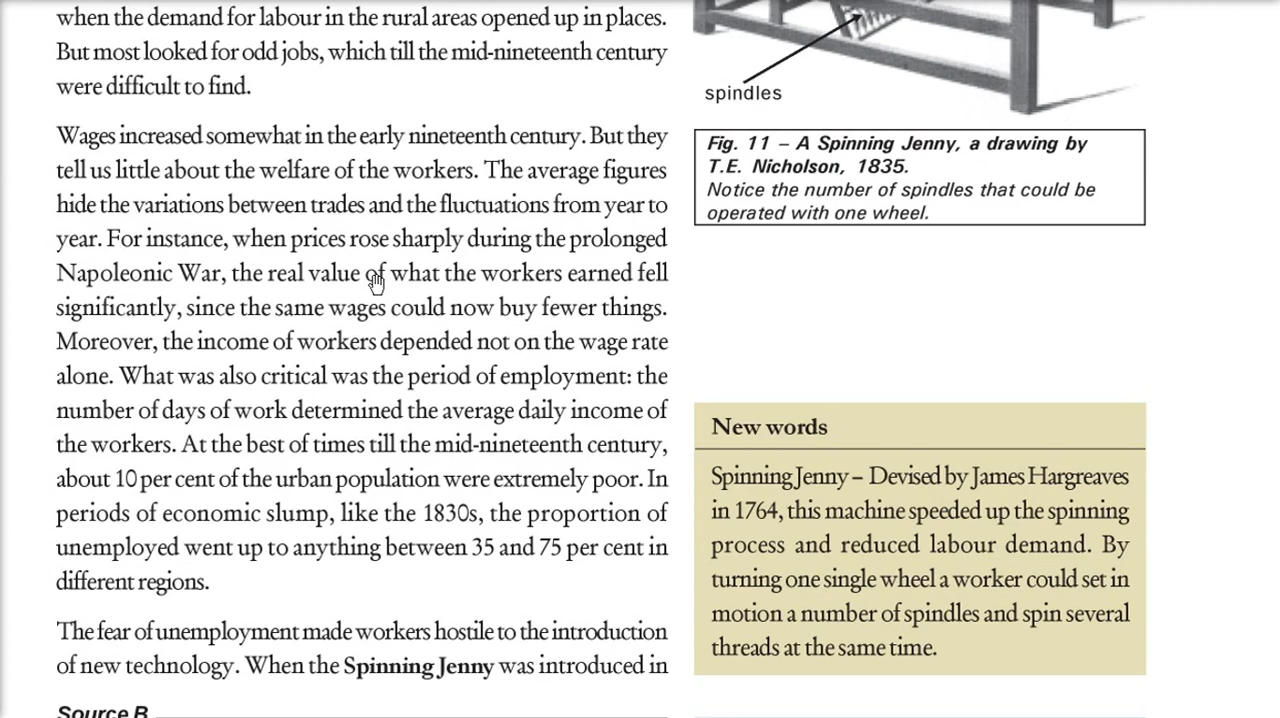 when the demand for labour in the rural areas opened up in places.
But most looked for odd jobs, which till the mid-nineteenth century
were difficult to find.
Wages increased somewhat in the early nineteenth century. But they
tell us little about the welfare of the workers. The average figures
hide the variations between trades and the fluctuations from year to
year. For instance, when prices rose sharply during the prolonged
Napoleonic War, the real value of what the workers earned fell
significantly, since the same wages could now buy fewer things.
Moreover, the income of workers depended not on the wage rate
alone. What was also critical was the period of employment: the
number of days of work determined the average daily income of
the workers. At the best of times till the mid-nineteenth century,
about 10 per cent of the urban population were extremely poor. In
periods of economic slump, like the 1830s, the proportion of
unemployed went up to anything between 35 and 75 per cent in
different regions.
The fear of unemployment made workers hostile to the introduction
of new technology. When the Spinning Jenny was introduced in
Source B
spindles
Fig. 11 – A Spinning Jenny, a drawing by
T.E. Nicholson, 1835.
Notice the number of spindles that could be
operated with one wheel.
New words
Spinning Jenny – Devised by James Hargreaves
in 1764, this machine speeded up the spinning
process and reduced labour demand. By
turning one single wheel a worker could set in
motion a number of spindles and spin several
threads at the same time.